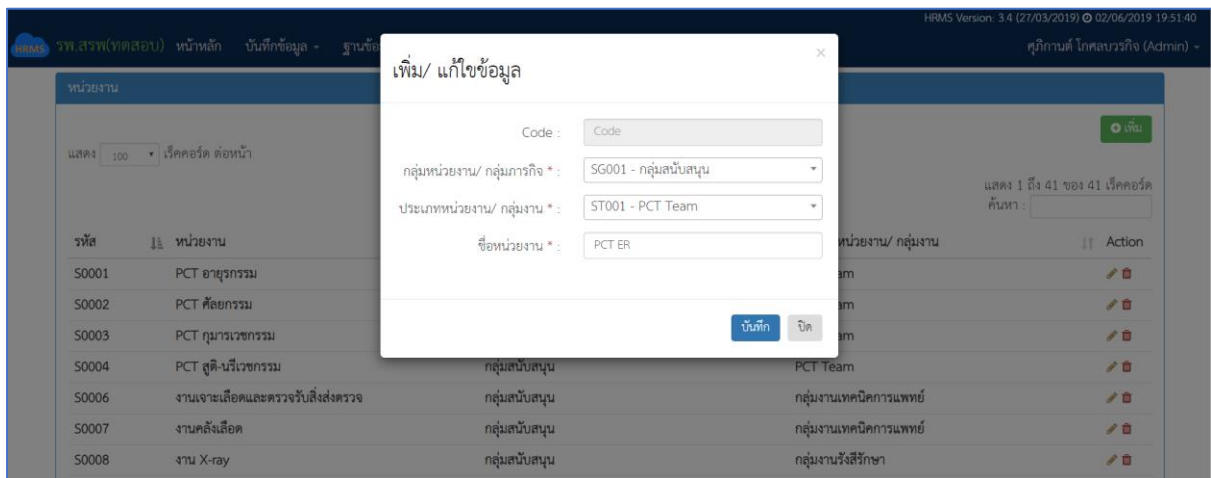 HRMS Version: 3.4 (27/03/2019) 02/06/2019 19:51:40
HRMS รพ.สรพ(ทดสอบ) หน้าหลัก บันทึกข้อมูล ฐานข้อ ศุภิกานต์ โกศลบวรกิจ (Admin)
หน่วยงาน
เพิ่ม/ แก้ไขข้อมูล
×
Code : Code
กลุ่มหน่วยงาน/ กลุ่มภารกิจ * : SG001 - กลุ่มสนับสนุน
ประเภทหน่วยงาน/ กลุ่มงาน * : ST001 - PCT Team
ชื่อหน่วยงาน * : PCT ER
บันทึก ปิด
เพิ่ม
แสดง 100 เร็คคอร์ด ต่อหน้า
แสดง 1 ถึง 41 ของ 41 เร็คคอร์ด
ค้นหา :
รหัส หน่วยงาน หน่วยงาน/ กลุ่มงาน Action
S0001 PCT อายุรกรรม am
S0002 PCT ศัลยกรรม am
S0003 PCT กุมารเวชกรรม am
S0004 PCT สูติ-นรีเวชกรรม กลุ่มสนับสนุน PCT Team
S0006 งานเจาะเลือดและตรวจรับสิ่งส่งตรวจ กลุ่มสนับสนุน กลุ่มงานเทคนิคการแพทย์
S0007 งานคลังเลือด กลุ่มสนับสนุน กลุ่มงานเทคนิคการแพทย์
S0008 งาน X-ray กลุ่มสนับสนุน กลุ่มงานรังสีรักษา